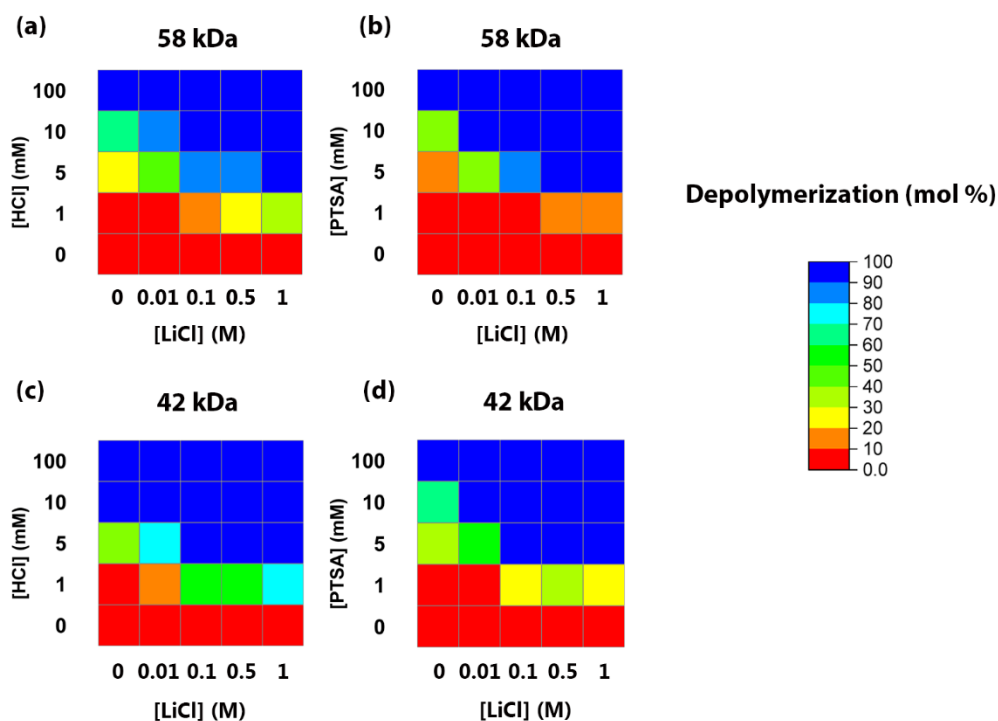 (a)
58 kDa
[HCl] (mM)
100
10
5
1
0
0 0.01 0.1 0.5 1
[LiCl] (M)
(b)
58 kDa
[PTSA] (mM)
100
10
5
1
0
0 0.01 0.1 0.5 1
[LiCl] (M)
Depolymerization (mol %)
100
90
80
70
60
50
40
30
20
10
0.0
(c)
42 kDa
[HCl] (mM)
100
10
5
1
0
0 0.01 0.1 0.5 1
[LiCl] (M)
(d)
42 kDa
[PTSA] (mM)
100
10
5
1
0
0 0.01 0.1 0.5 1
[LiCl] (M)